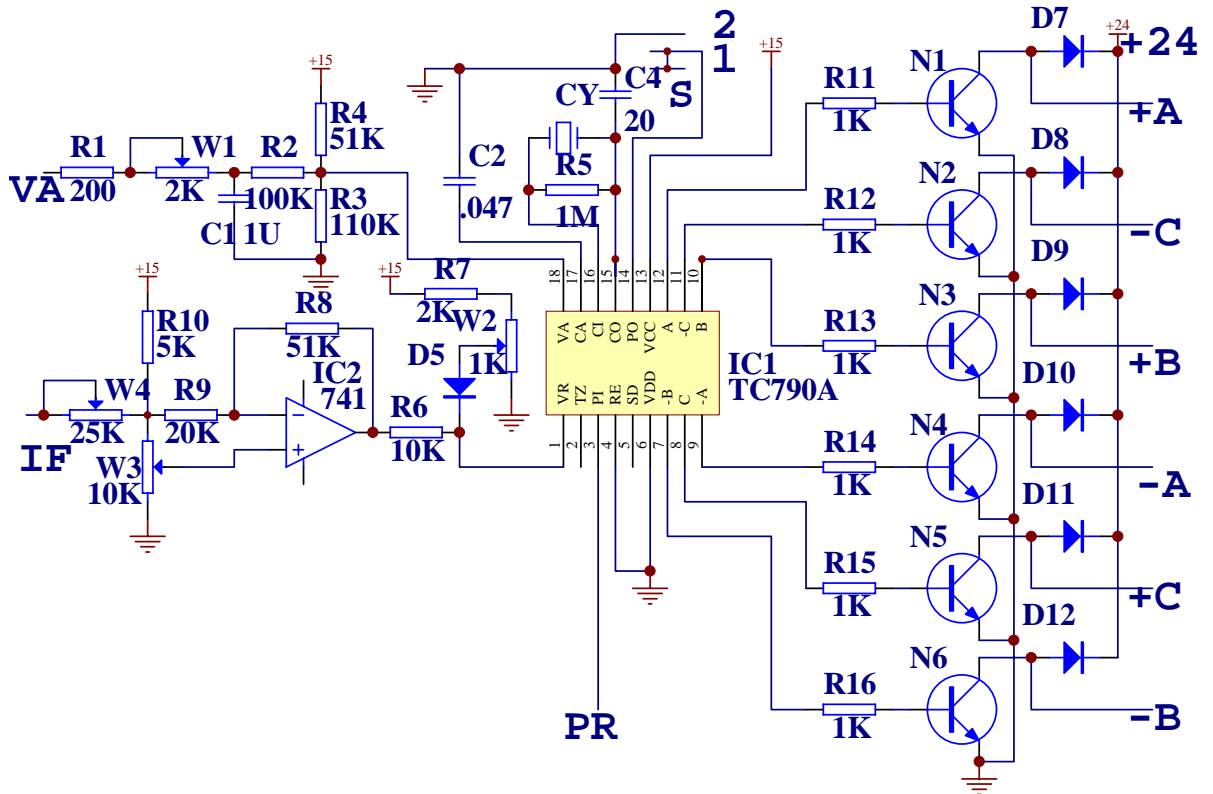 D7
+24
+24
2
1
+15
+15
N1
C4
CY
S
R11
1K
20
+A
R4
51K
D8
R1
W1
R2
C2
R5
N2
VA
200
2K
100K
R3
110K
C1
1U
.047
1M
R12
1K
-C
D9
+15
+15
R7
2K
W2
1K
18
17
16
15
14
13
12
11
10
N3
R10
5K
R8
51K
VA
CA
CI
CO
PO
VCC
A
-C
B
R13
1K
+B
D5
IC1
TC790A
D10
IC2
741
W4
25K
R9
20K
R6
10K
VR
TZ
PI
RE
SD
VDD
-B
C
-A
N4
IF
W3
10K
1
2
3
4
5
6
7
8
9
R14
1K
-A
D11
N5
R15
1K
+C
D12
N6
R16
1K
PR
-B